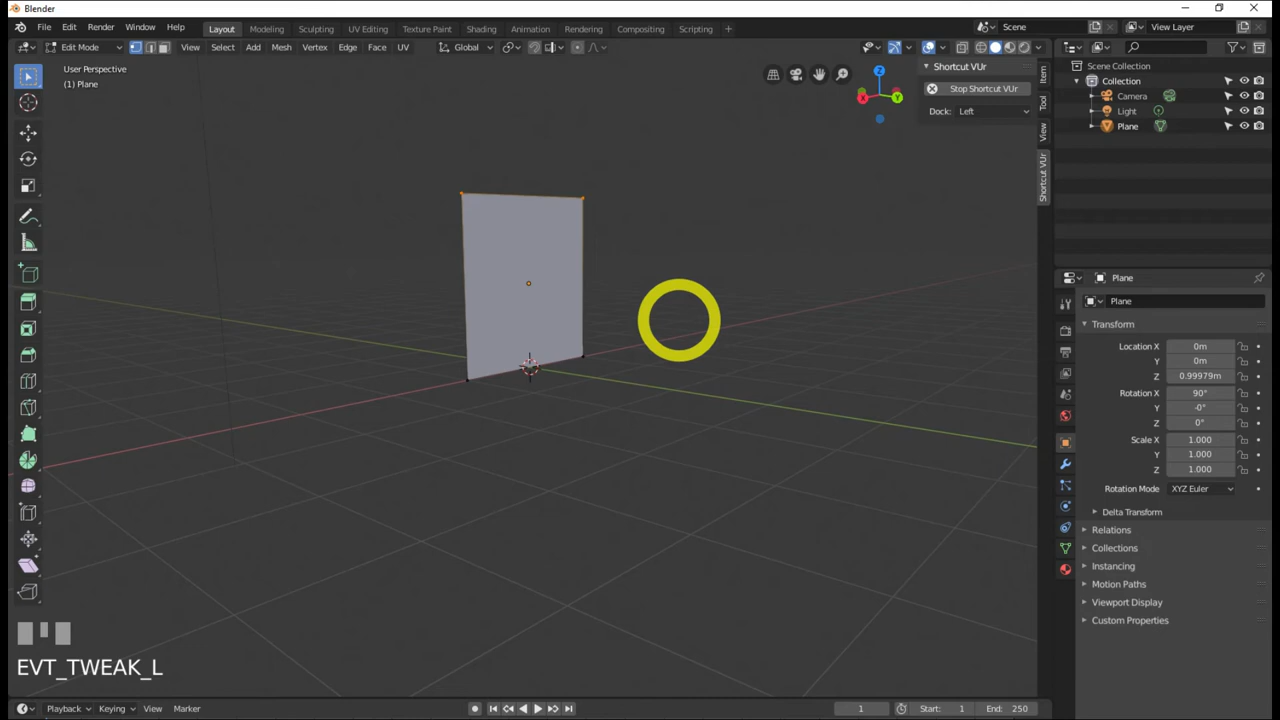 Blender
File Edit Render Window Help
Layout Modeling Sculpting UV Editing Texture Paint Shading Animation Rendering Compositing Scripting
Scene
View Layer
Edit Mode
View Select Add Mesh Vertex Edge Face UV
Global
User Perspective
(1) Plane
X
Y
Z
Shortcut VUr
Stop Shortcut VUr
Dock: Left
Item
Tool
View
Shortcut VUr
Scene Collection
Collection
Camera
Light
Plane
Plane
Plane
Transform
Location X 0m
Y 0m
Z 0.99979m
Rotation X 90°
Y -0°
Z 0°
Scale X 1.000
Y 1.000
Z 1.000
Rotation Mode XYZ Euler
Delta Transform
Relations
Collections
Instancing
Motion Paths
Viewport Display
Custom Properties
EVT_TWEAK_L
Playback Keying View Marker
1
Start: 1
End: 250